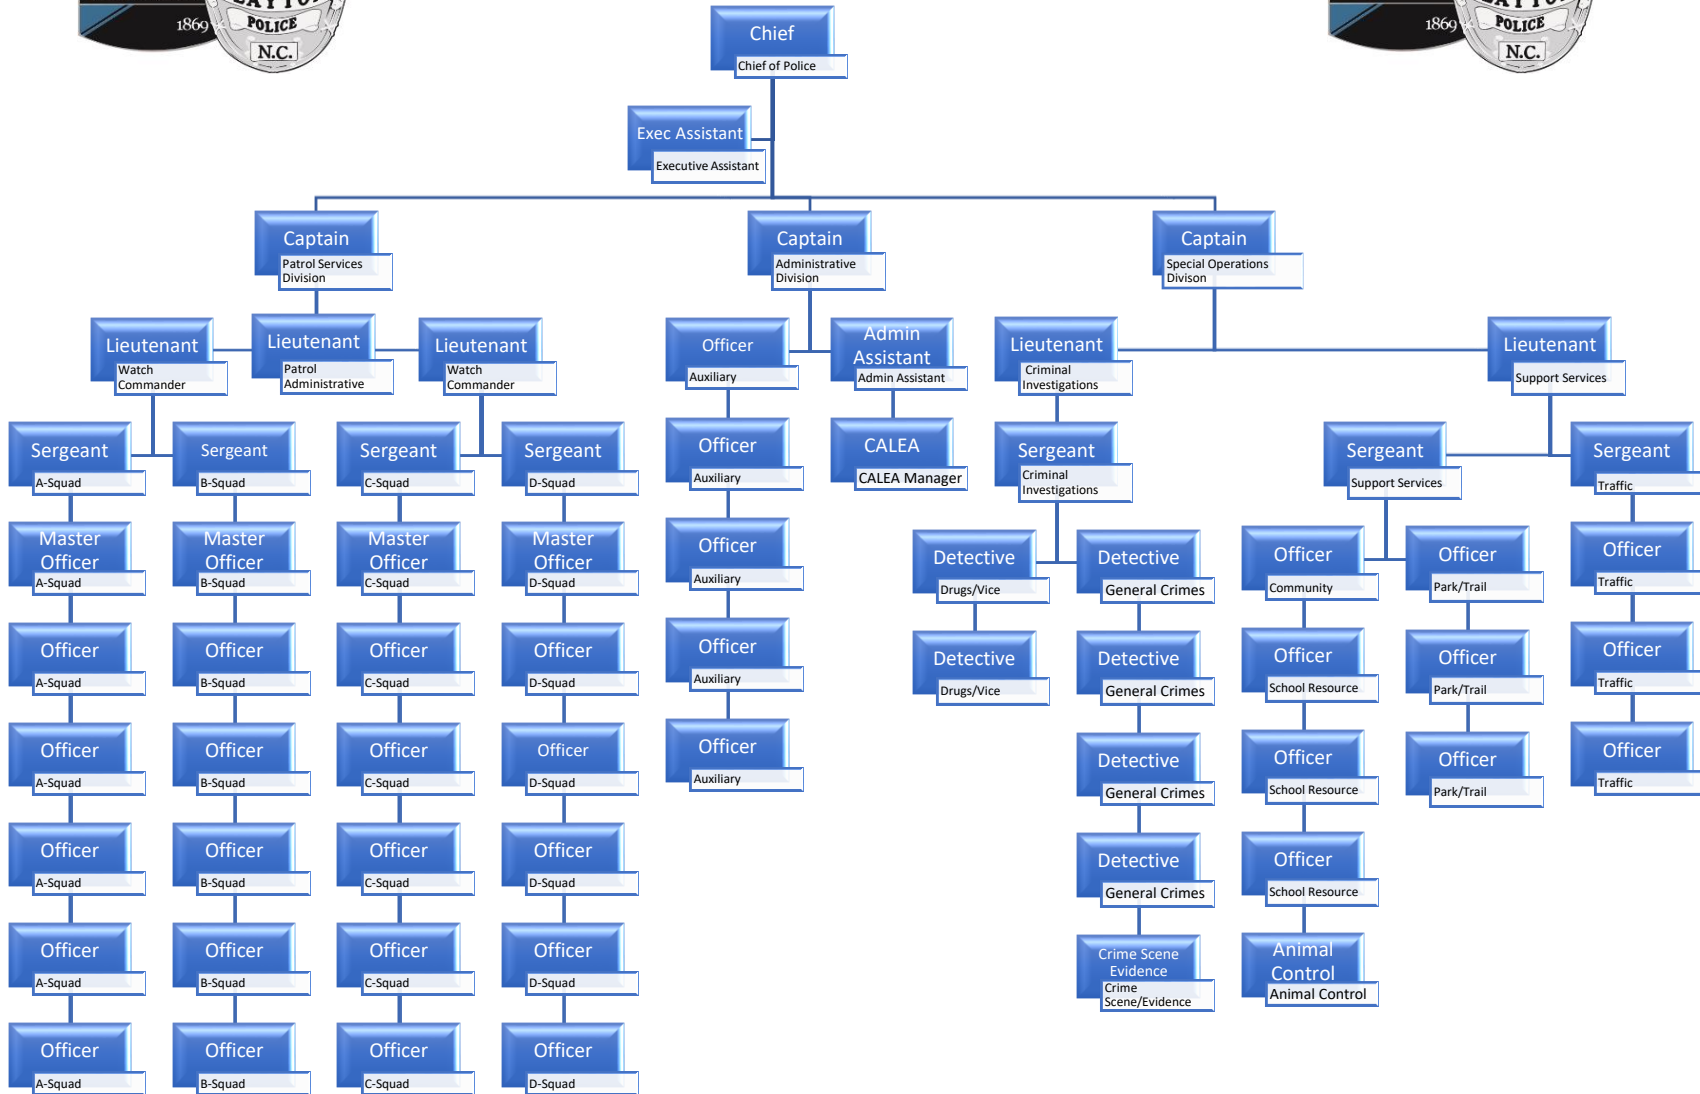 1869
POLICE
N.C.
1869
POLICE
N.C.
Chief
Chief of Police
Exec Assistant
Executive Assistant
Captain
Patrol Services
Division
Captain
Administrative
Division
Captain
Special Operations
Divison
Lieutenant
Watch
Commander
Lieutenant
Patrol
Administrative
Lieutenant
Watch
Commander
Officer
Auxiliary
Admin
Assistant
Admin Assistant
Lieutenant
Criminal
Investigations
Lieutenant
Support Services
Sergeant
A-Squad
Sergeant
B-Squad
Sergeant
C-Squad
Sergeant
D-Squad
Officer
Auxiliary
CALEA
CALEA Manager
Sergeant
Criminal
Investigations
Sergeant
Support Services
Sergeant
Traffic
Master
Officer
A-Squad
Master
Officer
B-Squad
Master
Officer
C-Squad
Master
Officer
D-Squad
Officer
Auxiliary
Detective
Drugs/Vice
Detective
General Crimes
Officer
Community
Officer
Park/Trail
Officer
Traffic
Officer
A-Squad
Officer
B-Squad
Officer
C-Squad
Officer
D-Squad
Officer
Auxiliary
Detective
Drugs/Vice
Detective
General Crimes
Officer
School Resource
Officer
Park/Trail
Officer
Traffic
Officer
A-Squad
Officer
B-Squad
Officer
C-Squad
Officer
D-Squad
Officer
Auxiliary
Detective
General Crimes
Officer
School Resource
Officer
Park/Trail
Officer
Traffic
Officer
A-Squad
Officer
B-Squad
Officer
C-Squad
Officer
D-Squad
Detective
General Crimes
Officer
School Resource
Officer
A-Squad
Officer
B-Squad
Officer
C-Squad
Officer
D-Squad
Crime Scene
Evidence
Crime
Scene/Evidence
Animal
Control
Animal Control
Officer
A-Squad
Officer
B-Squad
Officer
C-Squad
Officer
D-Squad